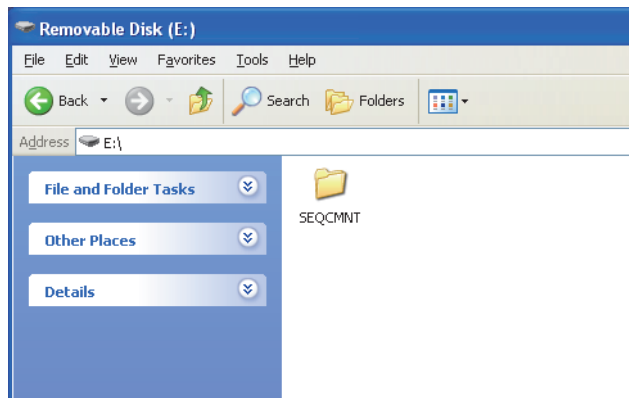 Removable Disk (E:)
File Edit View Favorites Tools Help
Back Search Folders
Address E:\
File and Folder Tasks
Other Places
Details
SEQCMNT